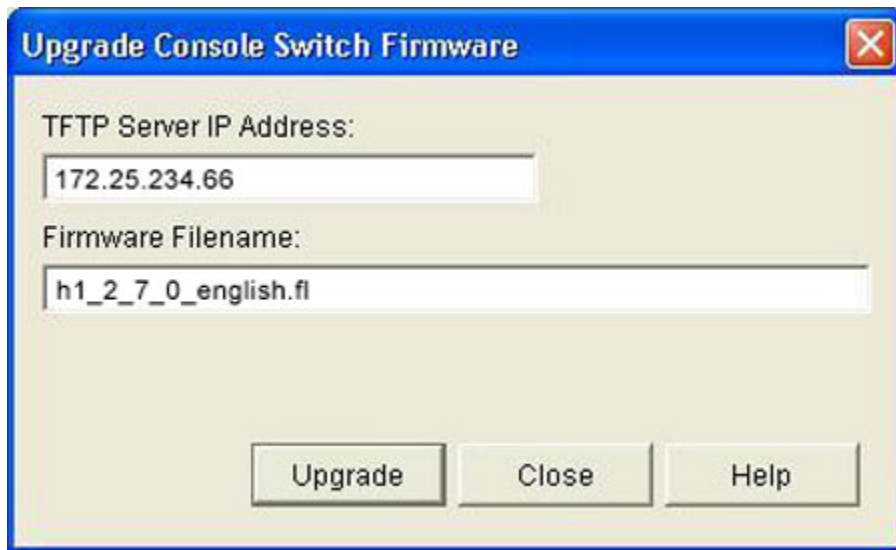 Upgrade Console Switch Firmware
TFTP Server IP Address:
172.25.234.66
Firmware Filename:
h1_2_7_0_english.fl
Upgrade Close Help